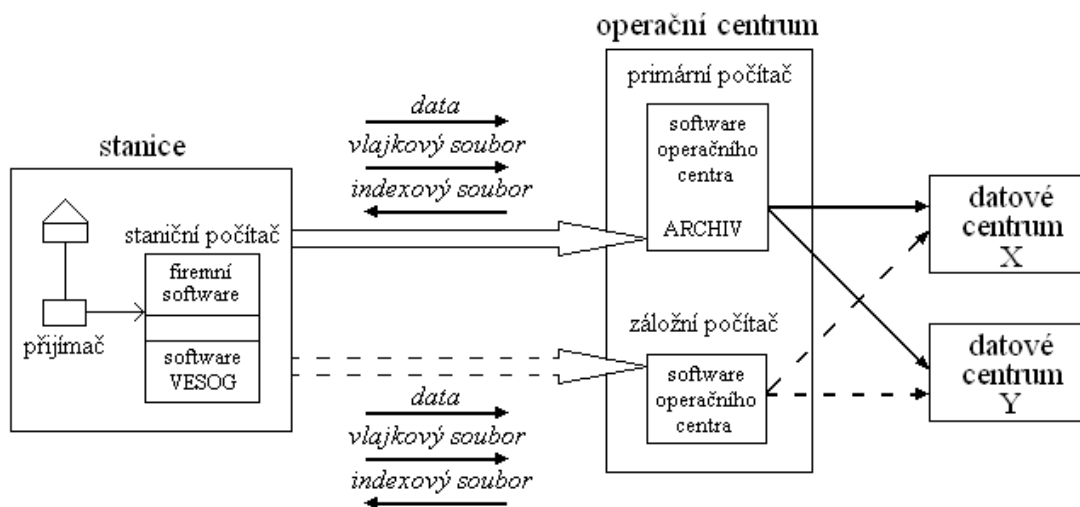 stanice
staniční počítač
firemní
software
přijímač
software
VESOG
data
vlajkový soubor
indexový soubor
data
vlajkový soubor
indexový soubor
operační centrum
primární počítač
software
operačního
centra
ARCHIV
záložní počítač
software
operačního
centra
datové
centrum
X
datové
centrum
Y